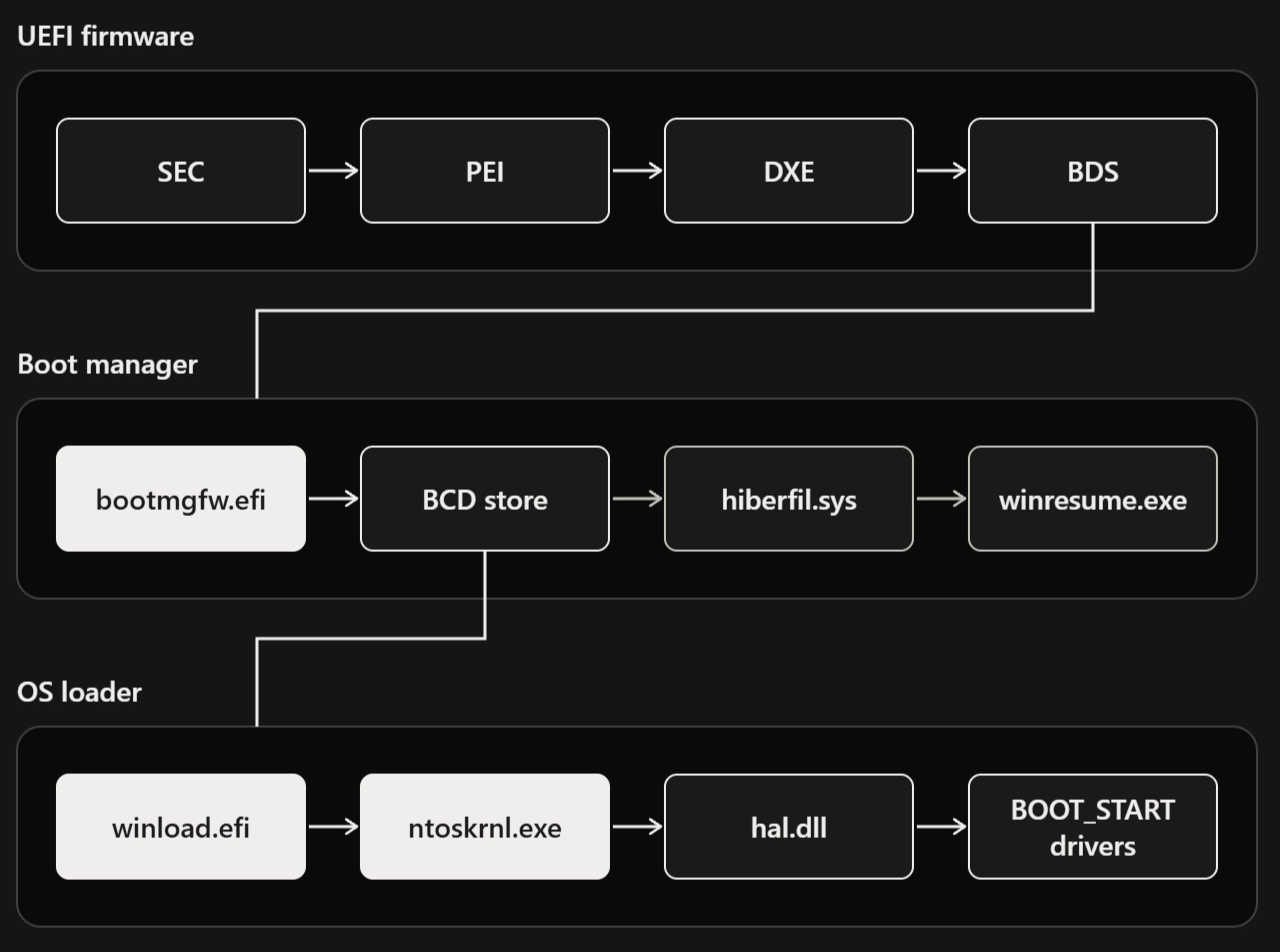 UEFI firmware
SEC
PEI
DXE
BDS
Boot manager
bootmgfw.efi
BCD store
hiberfil.sys
winresume.exe
OS loader
winload.efi
ntoskrnl.exe
hal.dll
BOOT_START
drivers